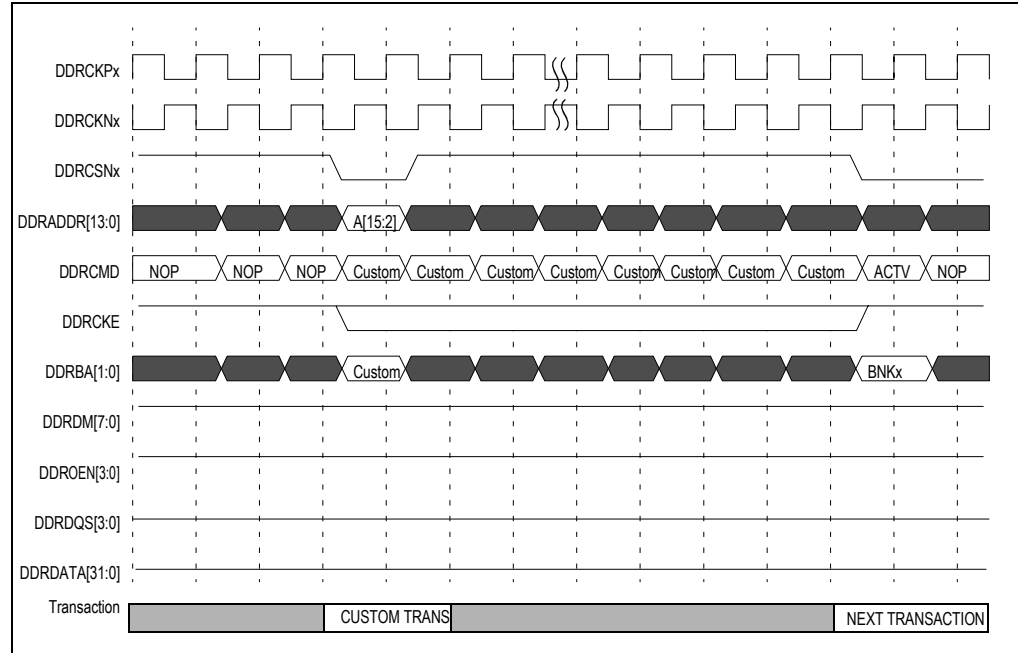 DDRCKPx
DDRCKNx
DDRCSNx
DDRADDR[13:0] A[15:2]
DDRCMD NOP NOP NOP Custom Custom Custom Custom Custom Custom Custom Custom ACTV NOP
DDRCKE
DDRBA[1:0] Custom BNKx
DDRDM[7:0]
DDROEN[3:0]
DDRDQS[3:0]
DDRDATA[31:0]
Transaction CUSTOM TRANS NEXT TRANSACTION